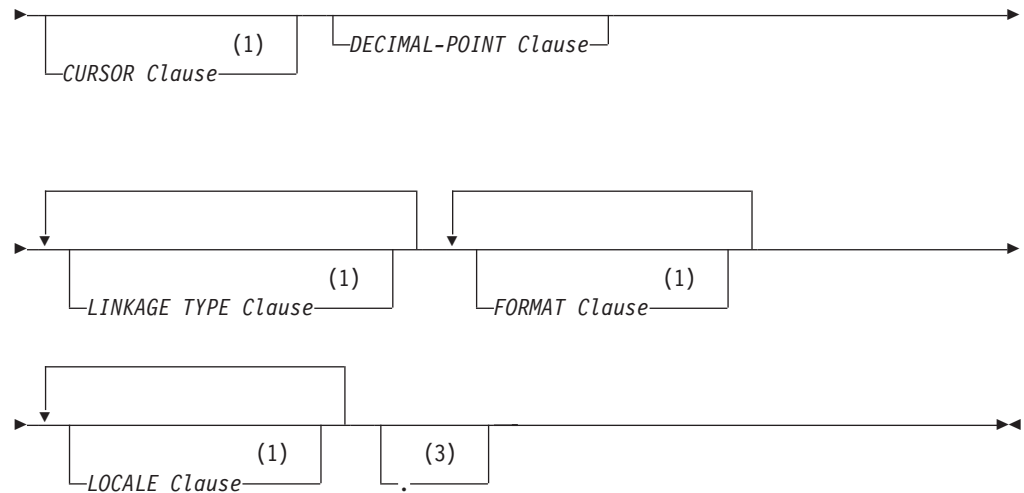 (1)
CURSOR Clause
DECIMAL-POINT Clause
(1)
LINKAGE TYPE Clause
(1)
FORMAT Clause
(1)
LOCALE Clause
(3)
.